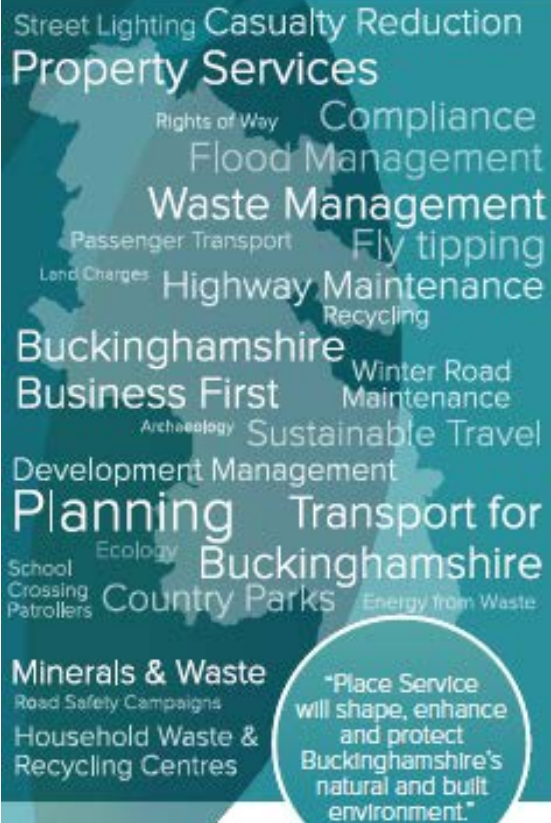 Street Lighting Casualty Reduction
Property Services
Rights of Way Compliance
Flood Management
Waste Management
Passenger Transport Fly tipping
Land Charges Highway Maintenance
Recycling
Buckinghamshire
Business First
Winter Road
Maintenance
Archaeology Sustainable Travel
Development Management
Planning
Transport for
Buckinghamshire
Ecology
School
Crossing
Patrollers
Country Parks Energy from Waste
Minerals & Waste
Road Safety Campaigns
Household Waste &
Recycling Centres
“Place Service
will shape, enhance
and protect
Buckinghamshire’s
natural and built
environment.”